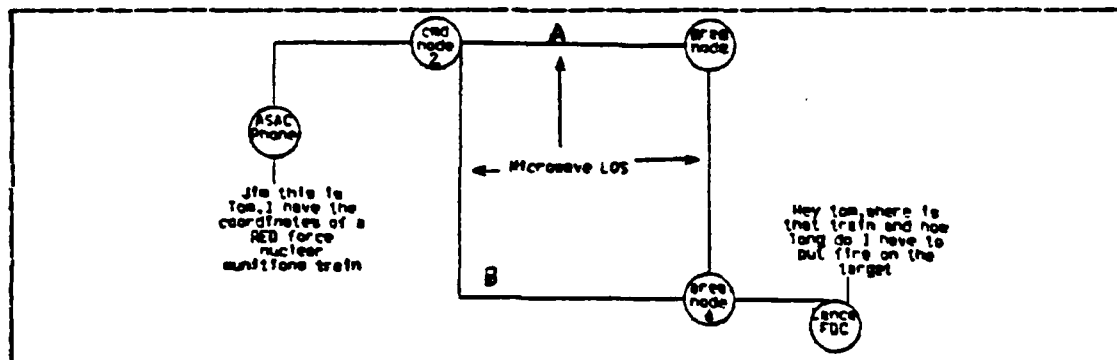 cmd
node
2
A
area
node
ASAC
Phone
Microwave LOS
Jim this is
Tom. I have the
coordinates of a
RED force
nuclear
munitions train
Hey tom, where is
that train and how
long do I have to
put fire on the
target
B
area
node
Lance
FDC